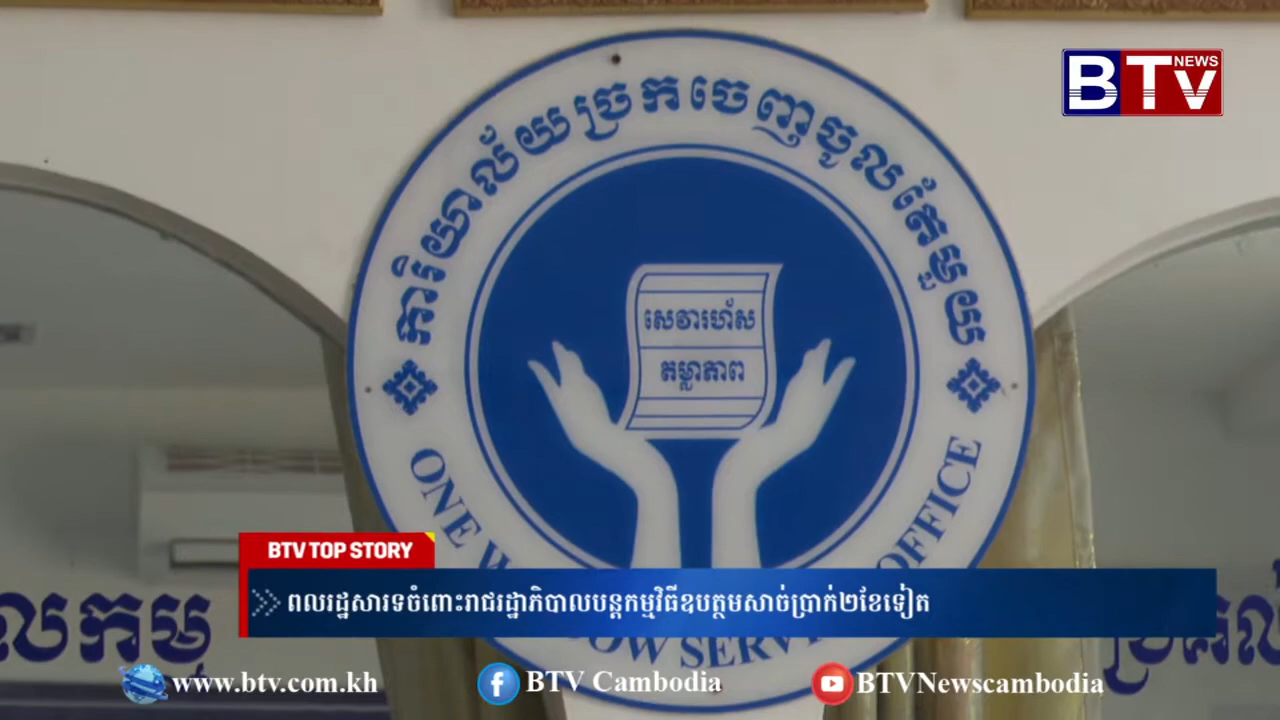 BTV NEWS
ការិយាល័យច្រកចេញចូលតែមួយ
សេវារហ័ស
តម្លាភាព
ONE OFFICE
OW SERV
BTV TOP STORY
ពលរដ្ឋសារទចំពោះរាជរដ្ឋាភិបាលបន្តកម្មវិធីឧបត្ថមសាច់ប្រាក់២ខែទៀត
www.btv.com.kh
BTV Cambodia
BTVNewscambodia